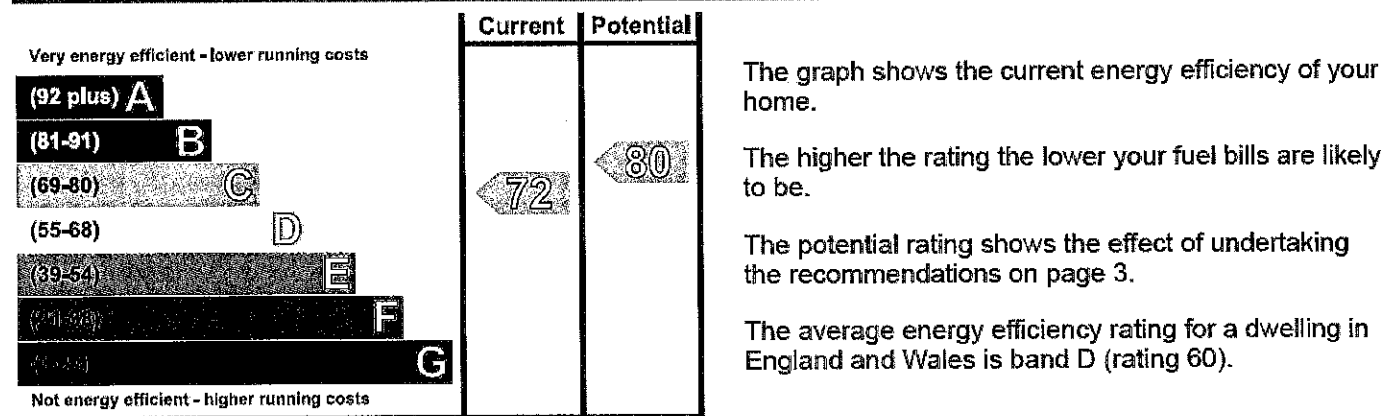 Current Potential
Very energy efficient - lower running costs
(92 plus) A
(81-91) B
(69-80) C
(55-68) D
(39-54) E
F
G
Not energy efficient - higher running costs
72
80
The graph shows the current energy efficiency of your
home.
The higher the rating the lower your fuel bills are likely
to be.
The potential rating shows the effect of undertaking
the recommendations on page 3.
The average energy efficiency rating for a dwelling in
England and Wales is band D (rating 60).